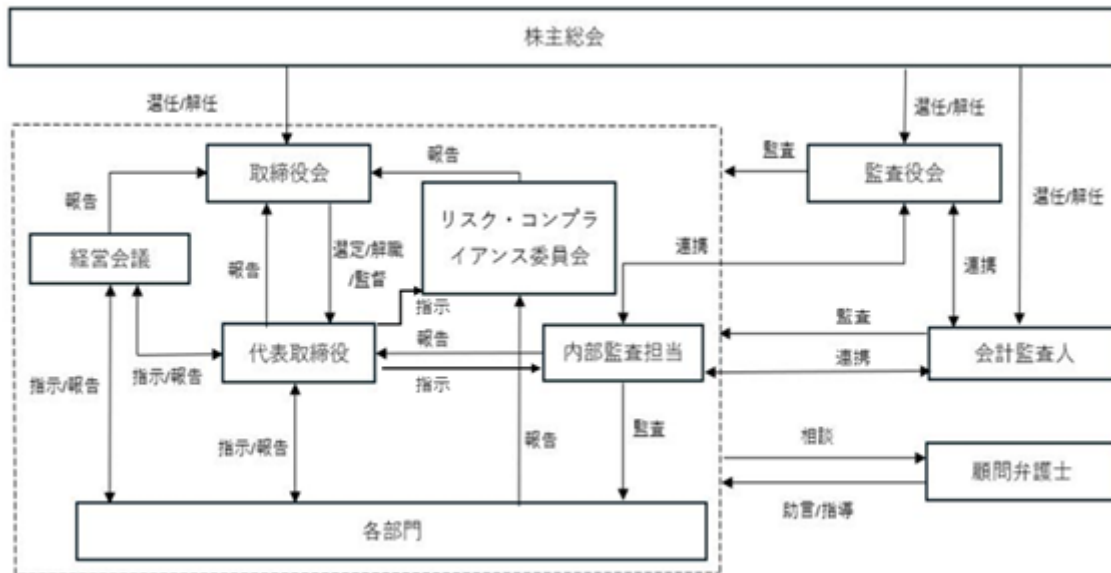 株主総会
選任/解任
選任/解任
選任/解任
取締役会
報告
監査
監査役会
報告
リスク・コンプラ
イアンス委員会
経営会議
報告
選定/解職
/監督
連携
連携
指示
代表取締役
報告
内部監査担当
監査
会計監査人
指示/報告
指示/報告
指示
連携
指示/報告
報告
監査
相談
顧問弁護士
助言/指導
各部門